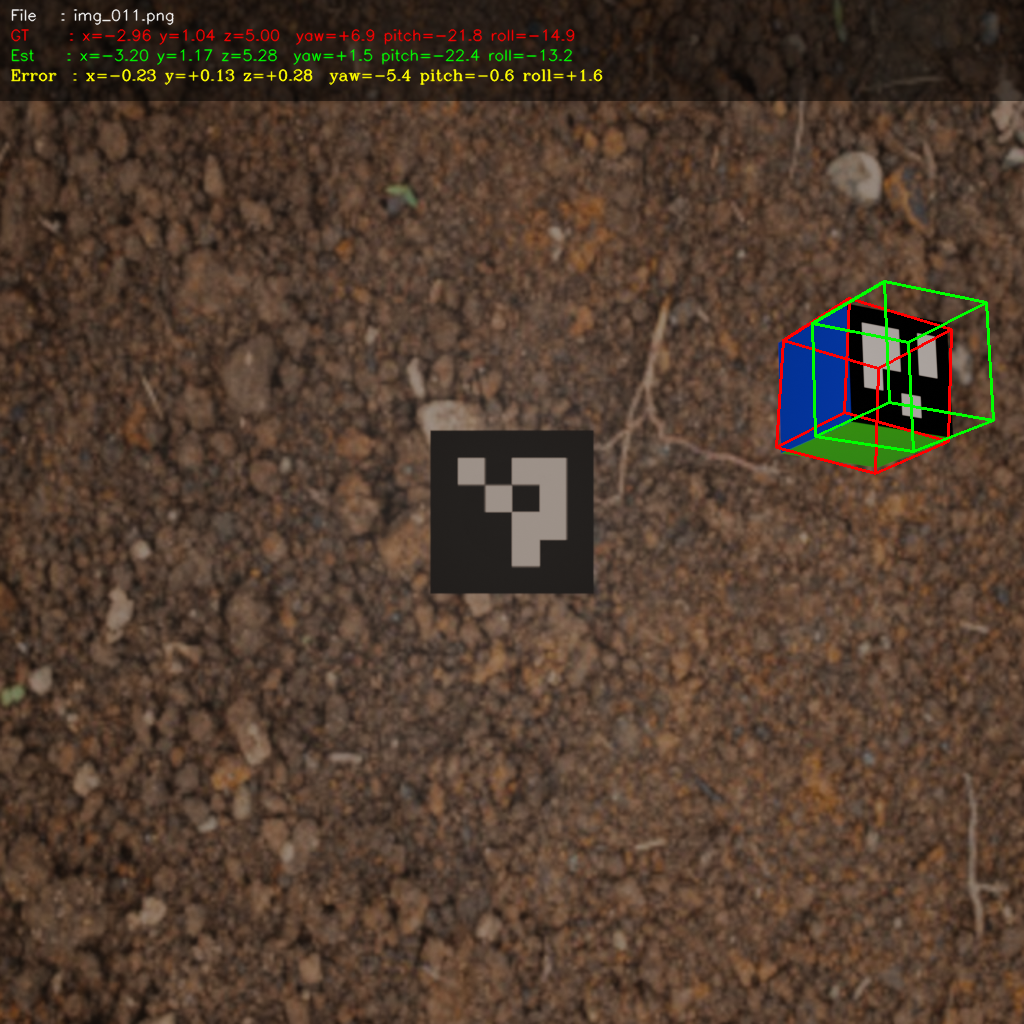 File : img_011.png
GT : x=−2.96 y=1.04 z=5.00 yaw=+6.9 pitch=−21.8 roll=−14.9
Est : x=−3.20 y=1.17 z=5.28 yaw=+1.5 pitch=−22.4 roll=−13.2
Error : x=−0.23 y=+0.13 z=+0.28 yaw=−5.4 pitch=−0.6 roll=+1.6